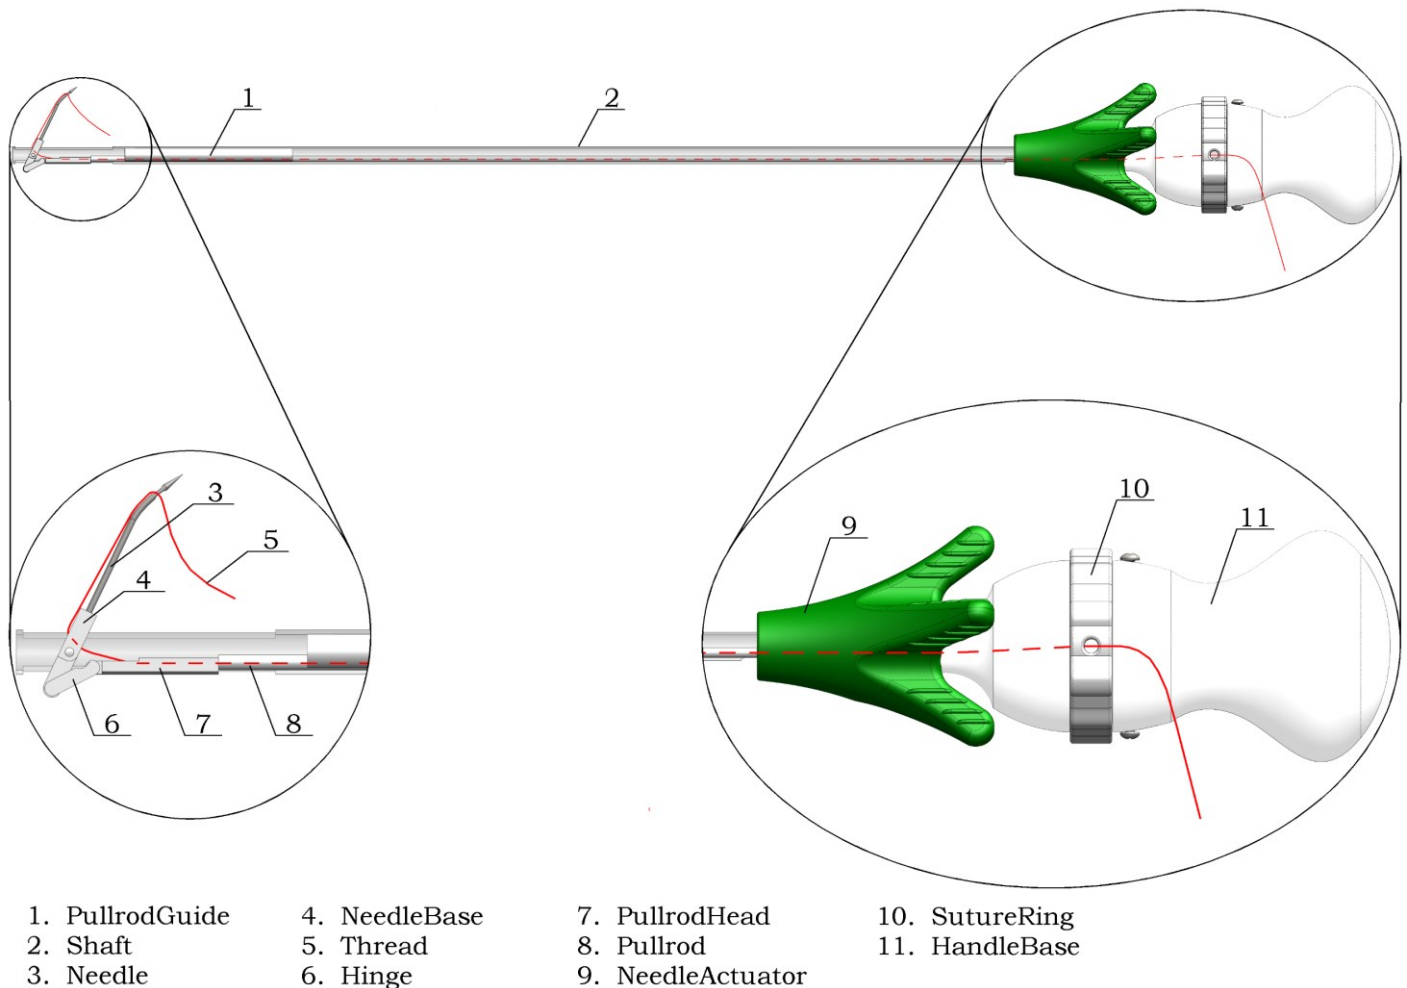 1
2
3
5
4
6
7
8
9
10
11
1. PullrodGuide
2. Shaft
3. Needle
4. NeedleBase
5. Thread
6. Hinge
7. PullrodHead
8. Pullrod
9. NeedleActuator
10. SutureRing
11. HandleBase